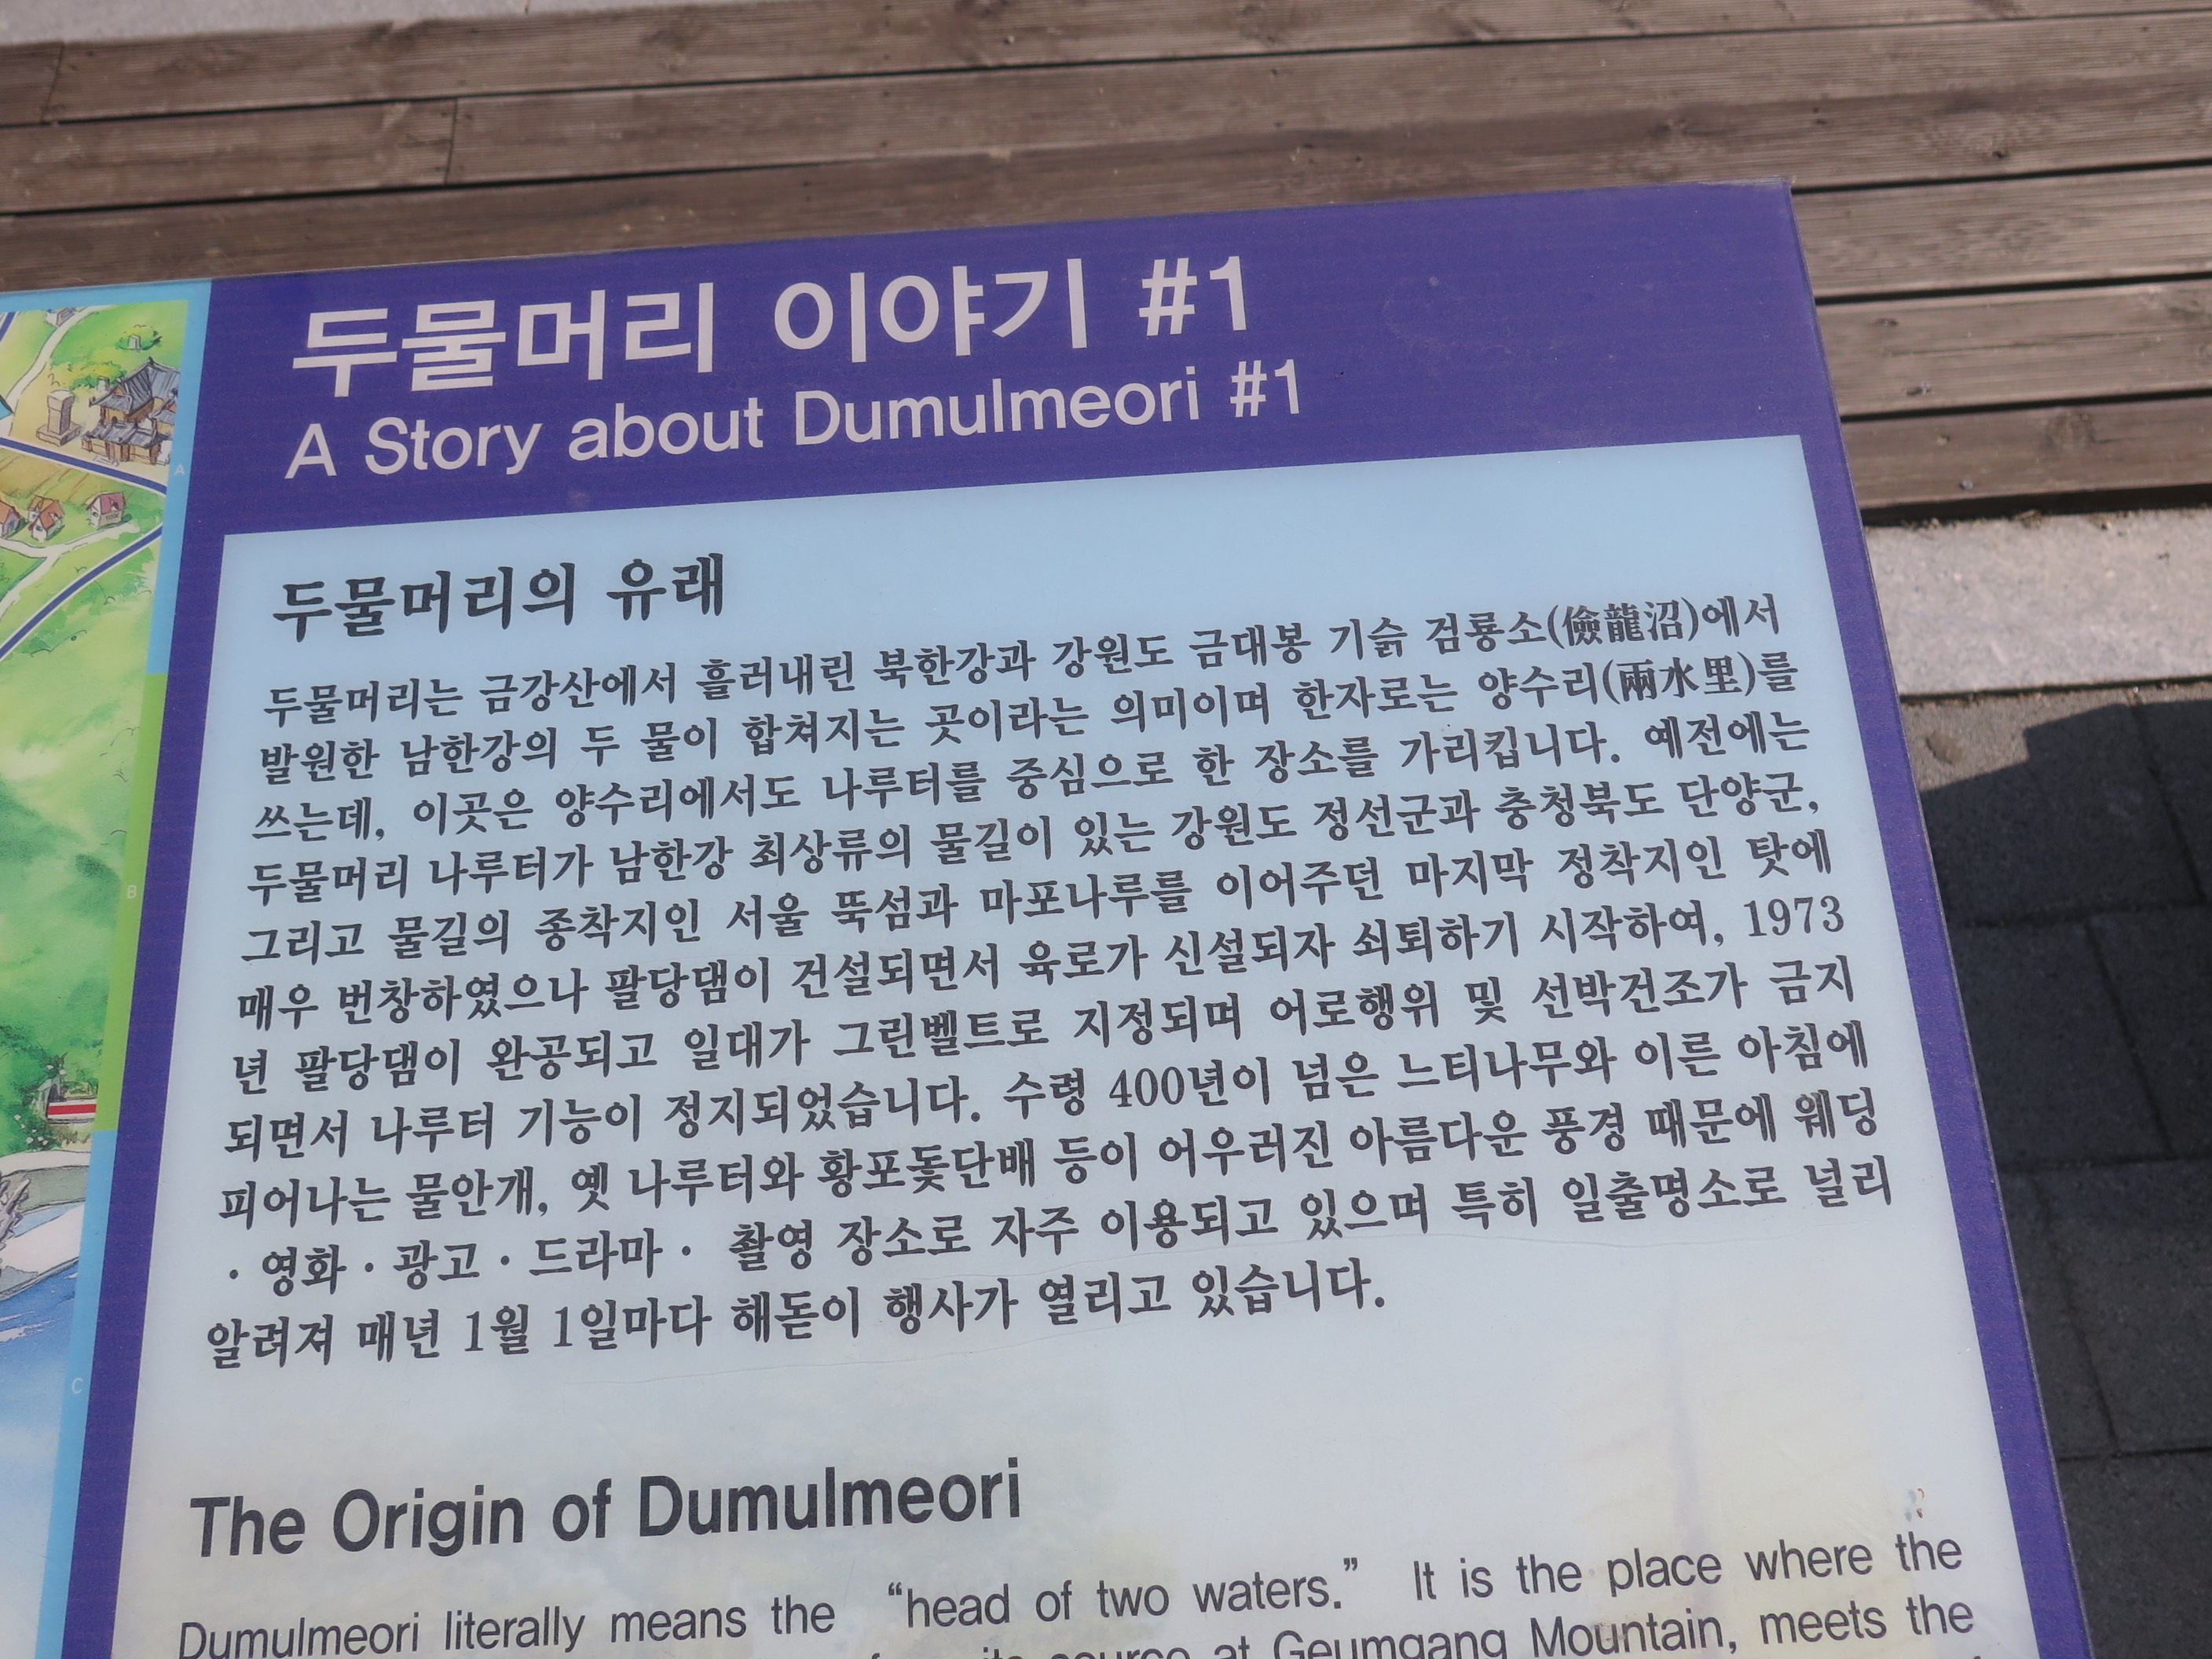 두물머리 이야기 #1
A Story about Dumulmeori #1
두물머리의 유래
두물머리는 금강산에서 흘러내린 북한강과 강원도 금대봉 기슭 검룡소(儉龍沼)에서
발원한 남한강의 두 물이 합쳐지는 곳이라는 의미이며 한자로는 양수리(兩水里)를
쓰는데, 이곳은 양수리에서도 나루터를 중심으로 한 장소를 가리킵니다. 예전에는
두물머리 나루터가 남한강 최상류의 물길이 있는 강원도 정선군과 충청북도 단양군,
그리고 물길의 종착지인 서울 뚝섬과 마포나루를 이어주던 마지막 정착지인 탓에
매우 번창하였으나 팔당댐이 건설되면서 육로가 신설되자 쇠퇴하기 시작하여, 1973
년 팔당댐이 완공되고 일대가 그린벨트로 지정되며 어로행위 및 선박건조가 금지
되면서 나루터 기능이 정지되었습니다. 수령 400년이 넘은 느티나무와 이른 아침에
피어나는 물안개, 옛 나루터와 황포돛단배 등이 어우러진 아름다운 풍경 때문에 웨딩
· 영화 · 광고 · 드라마 · 촬영 장소로 자주 이용되고 있으며 특히 일출명소로 널리
알려져 매년 1월 1일마다 해돋이 행사가 열리고 있습니다.
The Origin of Dumulmeori
Dumulmeori literally means the “head of two waters.” It is the place where the
source at Geumgang Mountain, meets the
A
B
C